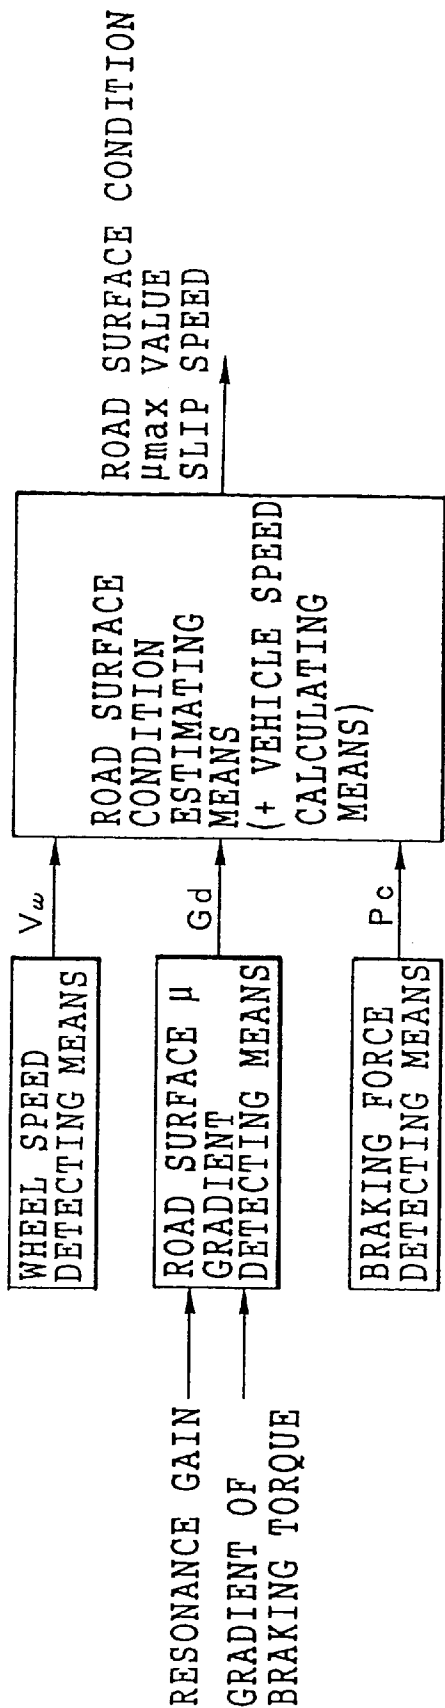 RESONANCE GAIN
GRADIENT OF
BRAKING TORQUE
WHEEL SPEED
DETECTING MEANS
Vω
ROAD SURFACE μ
GRADIENT
DETECTING MEANS
Gd
BRAKING FORCE
DETECTING MEANS
Pc
ROAD SURFACE
CONDITION
ESTIMATING
MEANS
(+ VEHICLE SPEED
CALCULATING
MEANS)
ROAD SURFACE CONDITION
μmax VALUE
SLIP SPEED